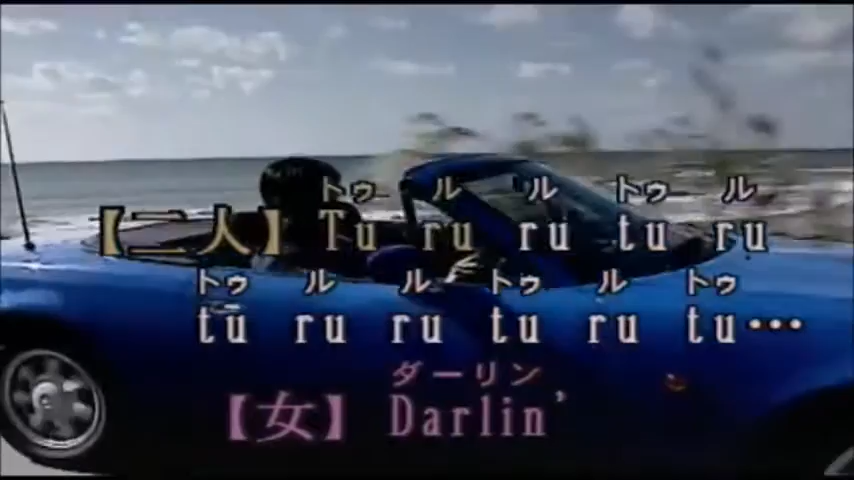 トゥ ル ル トゥ ル
【二人】Tu ru ru tu ru
トゥ ル ル トゥ ル トゥ
tu ru ru tu ru tu…
ダーリン
【女】Darlin'